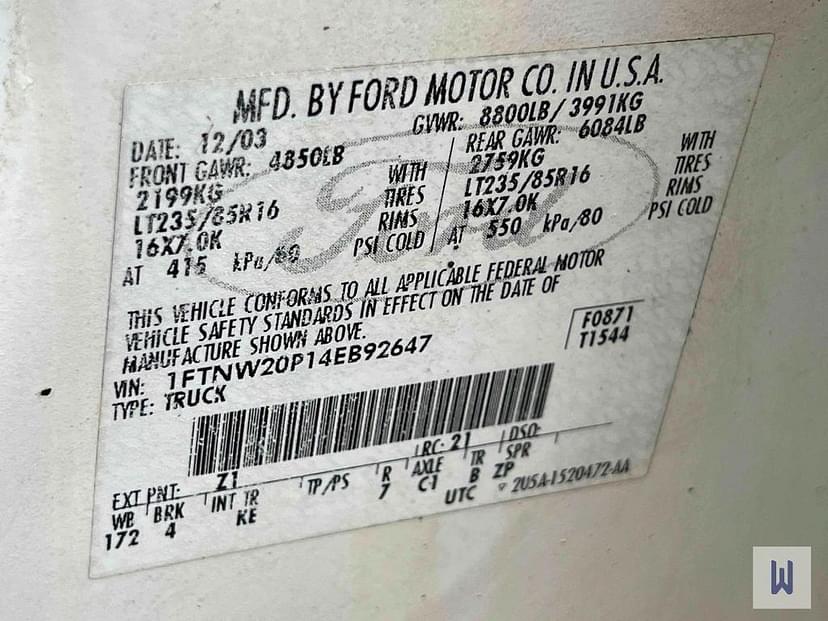 MFD. BY FORD MOTOR CO. IN U.S.A.
DATE: 12/03 GVWR: 8800LB/ 3991KG
FRONT GAWR: 4850LB REAR GAWR: 6084LB
2199KG WITH 2759KG WITH
LT235/85R16 TIRES LT235/85R16 TIRES
16X7.0K RIMS 16X7.0K RIMS
AT 415 kPa/60 PSI COLD AT 550 kPa/80 PSI COLD
Ford
THIS VEHICLE CONFORMS TO ALL APPLICABLE FEDERAL MOTOR
VEHICLE SAFETY STANDARDS IN EFFECT ON THE DATE OF
MANUFACTURE SHOWN ABOVE.
VIN: 1FTNW20P14EB92647 F0871
TYPE: TRUCK T1544
EXT PNT: Z1 RC: 21 DSO:
WB BRK INT TR TP/PS R AXLE TR SPR
172 4 KE 7 C1 B ZP
UTC 2U5A-1520472-AA
W